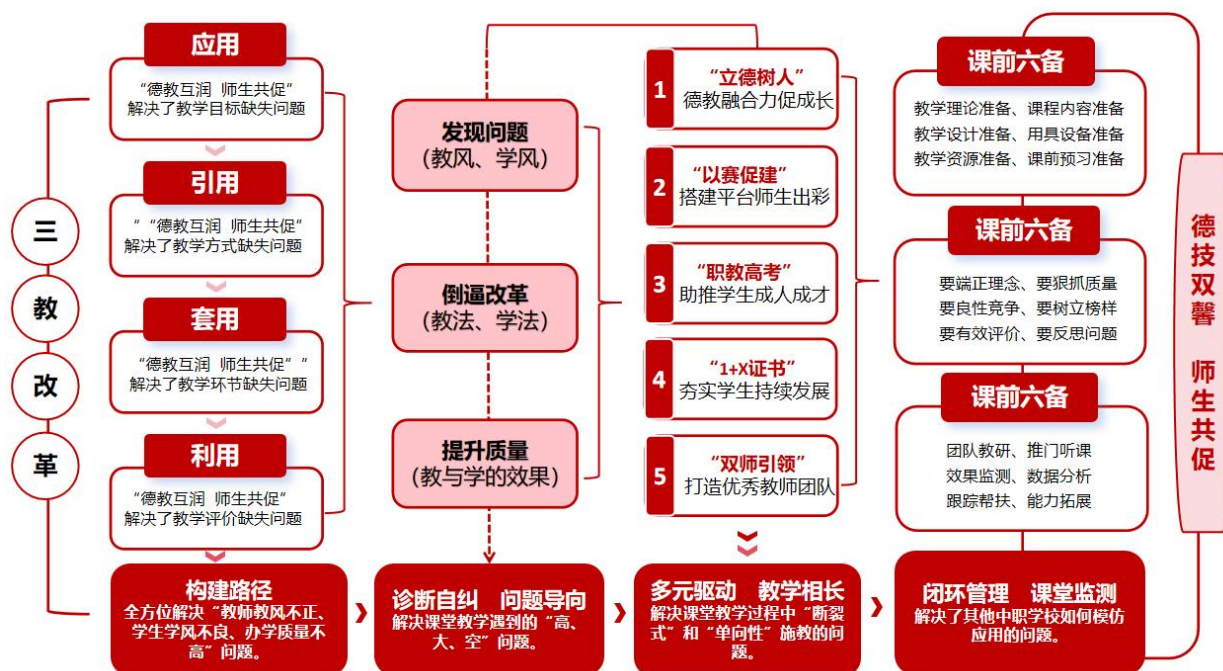 三
教
改
革
应用
“德教互润 师生共促”
解决了教学目标缺失问题
引用
“ “德教互润 师生共促”
解决了教学方式缺失问题
套用
“德教互润 师生共促” ”
解决了教学环节缺失问题
利用
“德教互润 师生共促”
解决了教学评价缺失问题
构建路径
全方位解决“教师教风不正、
学生学风不良、办学质量不
高”问题。
发现问题
（教风、学风）
倒逼改革
（教法、学法）
提升质量
（教与学的效果）
诊断自纠 问题导向
解决课堂教学遇到的“高、
大、空”问题。
1
“立德树人”
德教融合力促成长
2
“以赛促建”
搭建平台师生出彩
3
“职教高考”
助推学生成人成才
4
“1+X证书”
夯实学生持续发展
5
“双师引领”
打造优秀教师团队
多元驱动 教学相长
解决课堂教学过程中“断裂
式”和“单向性”施教的问
题。
课前六备
教学理论准备、课程内容准备
教学设计准备、用具设备准备
教学资源准备、课前预习准备
课前六备
要端正理念、要狠抓质量
要良性竞争、要树立榜样
要有效评价、要反思问题
课前六备
团队教研、推门听课
效果监测、数据分析
跟踪帮扶、能力拓展
闭环管理 课堂监测
解决了其他中职学校如何模仿
应用的问题。
德技双馨 师生共促